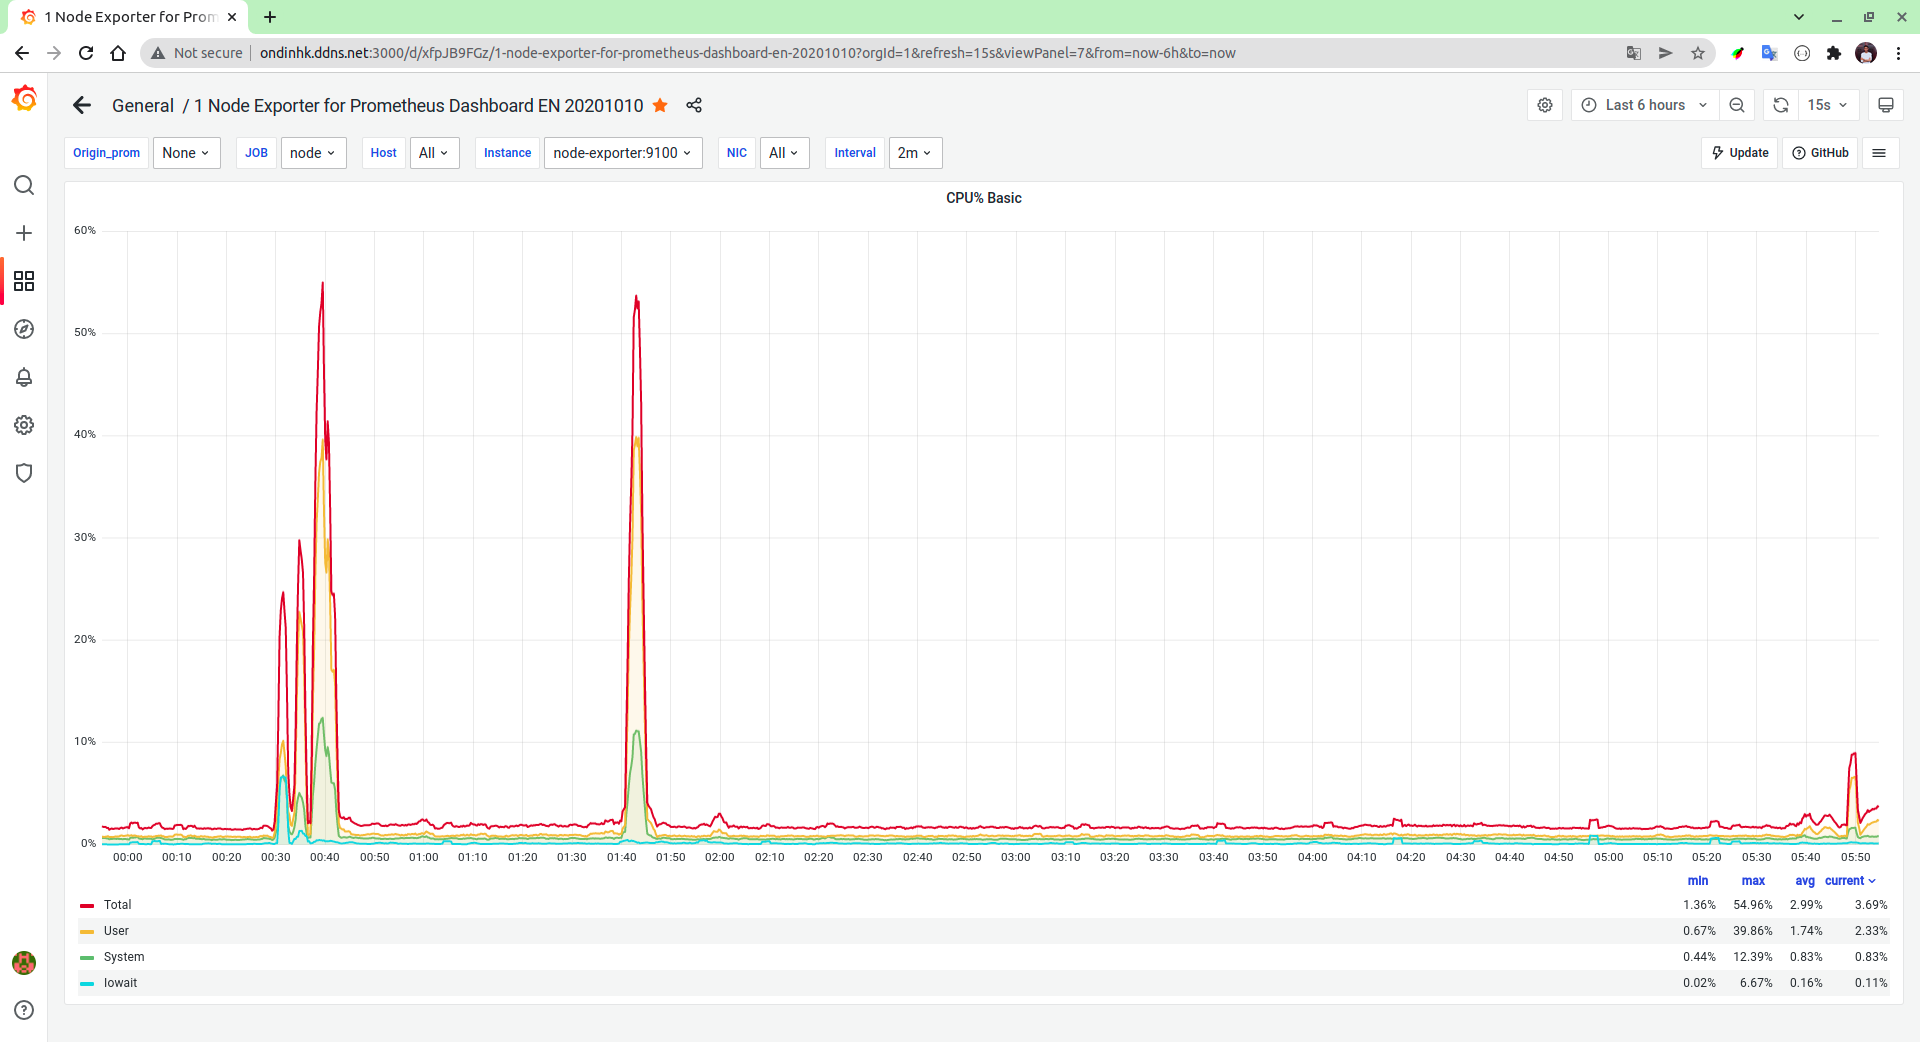 1 Node Exporter for Prom
Not secure | ondinhk.ddns.net:3000/d/xfpJB9FGz/1-node-exporter-for-prometheus-dashboard-en-20201010?orgId=1&refresh=15s&viewPanel=7&from=now-6h&to=now
General / 1 Node Exporter for Prometheus Dashboard EN 20201010
Last 6 hours 15s
Origin_prom None JOB node Host All Instance node-exporter:9100 NIC All Interval 2m Update GitHub
CPU% Basic
60%
50%
40%
30%
20%
10%
0%
00:00 00:10 00:20 00:30 00:40 00:50 01:00 01:10 01:20 01:30 01:40 01:50 02:00 02:10 02:20 02:30 02:40 02:50 03:00 03:10 03:20 03:30 03:40 03:50 04:00 04:10 04:20 04:30 04:40 04:50 05:00 05:10 05:20 05:30 05:40 05:50
min max avg current
Total 1.36% 54.96% 2.99% 3.69%
User 0.67% 39.86% 1.74% 2.33%
System 0.44% 12.39% 0.83% 0.83%
Iowait 0.02% 6.67% 0.16% 0.11%